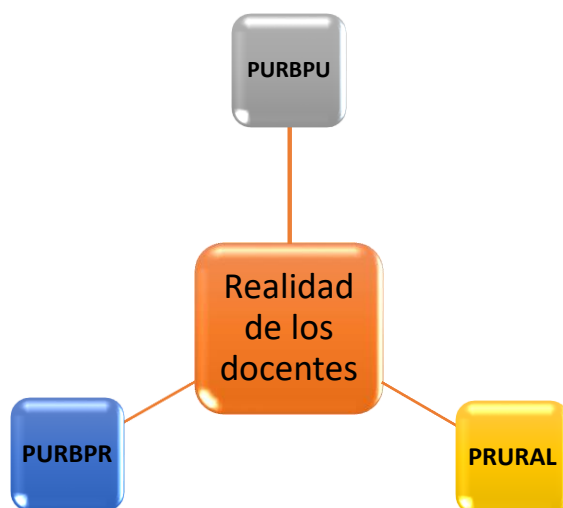 PURBPU
Realidad
de los
docentes
PURBPR
PRURAL